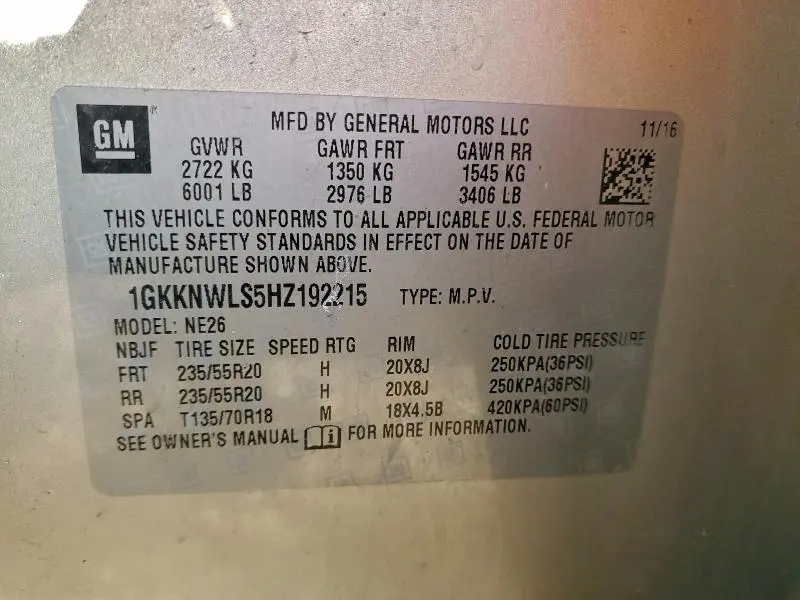 GM
MFD BY GENERAL MOTORS LLC 11/16
GVWR GAWR FRT GAWR RR
2722 KG 1350 KG 1545 KG
6001 LB 2976 LB 3406 LB
THIS VEHICLE CONFORMS TO ALL APPLICABLE U.S. FEDERAL MOTOR
VEHICLE SAFETY STANDARDS IN EFFECT ON THE DATE OF
MANUFACTURE SHOWN ABOVE.
1GKKNWLS5HZ192215 TYPE: M.P.V.
MODEL: NE26
NBJF TIRE SIZE SPEED RTG RIM COLD TIRE PRESSURE
FRT 235/55R20 H 20X8J 250KPA(36PSI)
RR 235/55R20 H 20X8J 250KPA(36PSI)
SPA T135/70R18 M 18X4.5B 420KPA(60PSI)
SEE OWNER'S MANUAL FOR MORE INFORMATION.